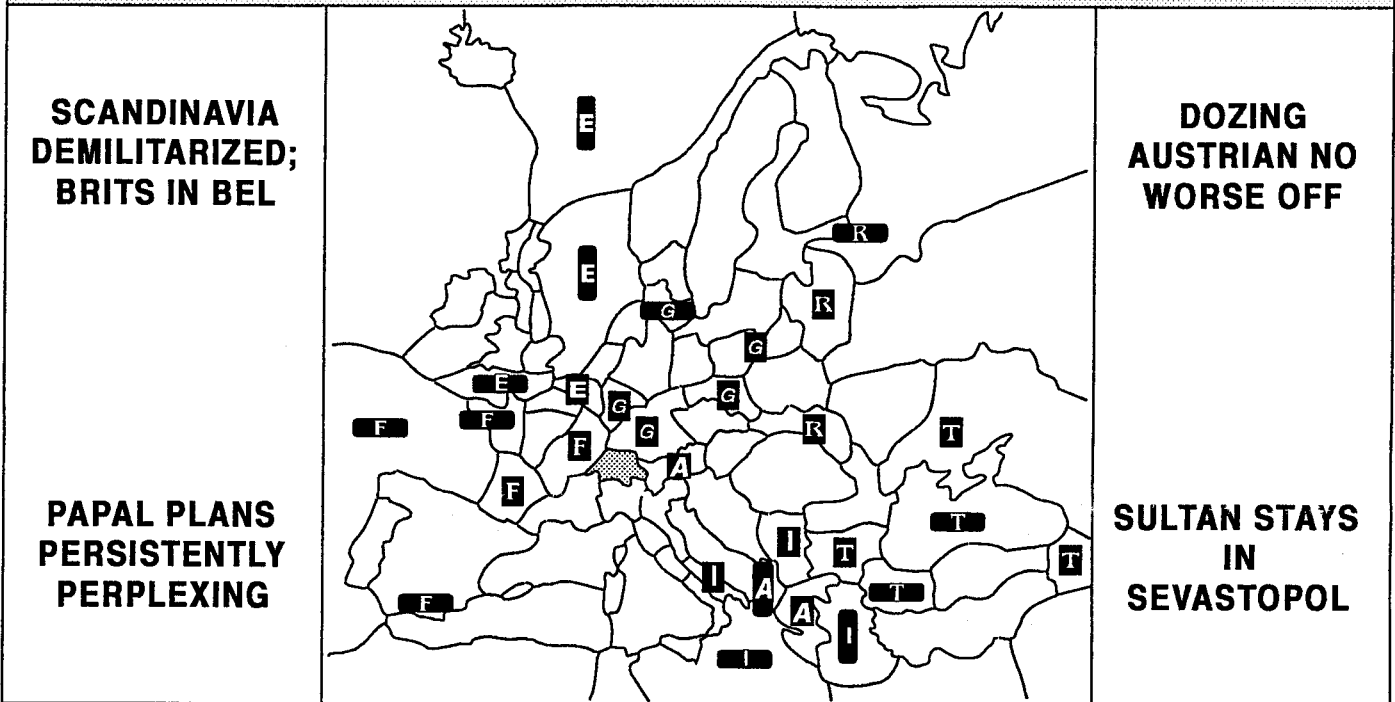 SCANDINAVIA
DEMILITARIZED;
BRITS IN BEL
PAPAL PLANS
PERSISTENTLY
PERPLEXING
E
E
R
G
R
G
E
E
G
G
F
F
G
F
R
T
A
F
T
I
T
T
I
A
T
F
A
I
I
DOZING
AUSTRIAN NO
WORSE OFF
SULTAN STAYS
IN
SEVASTOPOL